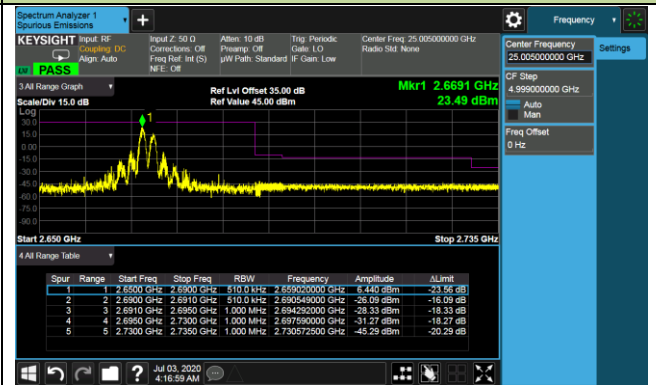 Spectrum Analyzer 1
Spurious Emissions
Frequency
KEYSIGHT
Input: RF
Coupling: DC
Align: Auto
Input Z: 50 Ω
Corrections: Off
Freq Ref: Int (S)
NFE: Off
Atten: 10 dB
Preamp: Off
µW Path: Standard
Trig: Periodic
Gate: LO
IF Gain: Low
Center Freq: 25.005000000 GHz
Radio Std: None
PASS
Center Frequency
25.005000000 GHz
Settings
CF Step
4.999000000 GHz
Auto
Man
Freq Offset
0 Hz
3 All Range Graph
Scale/Div 15.0 dB
Ref Lvl Offset 35.00 dB
Ref Value 45.00 dBm
Mkr1 2.6691 GHz
23.49 dBm
Log
30.0
15.0
0.00
-15.0
-30.0
-45.0
-60.0
-75.0
-90.0
1
Start 2.650 GHz
Stop 2.735 GHz
4 All Range Table
Spur Range Start Freq Stop Freq RBW Frequency Amplitude ΔLimit
1 1 2.6500 GHz 2.6900 GHz 510.0 kHz 2.659020000 GHz 6.440 dBm -23.56 dB
2 2 2.6900 GHz 2.6910 GHz 510.0 kHz 2.690549000 GHz -26.09 dBm -16.09 dB
3 3 2.6910 GHz 2.6950 GHz 1.000 MHz 2.694292000 GHz -28.33 dBm -18.33 dB
4 4 2.6950 GHz 2.7300 GHz 1.000 MHz 2.697590000 GHz -31.27 dBm -18.27 dB
5 5 2.7300 GHz 2.7350 GHz 1.000 MHz 2.730572500 GHz -45.29 dBm -20.29 dB
Jul 03, 2020
4:16:59 AM